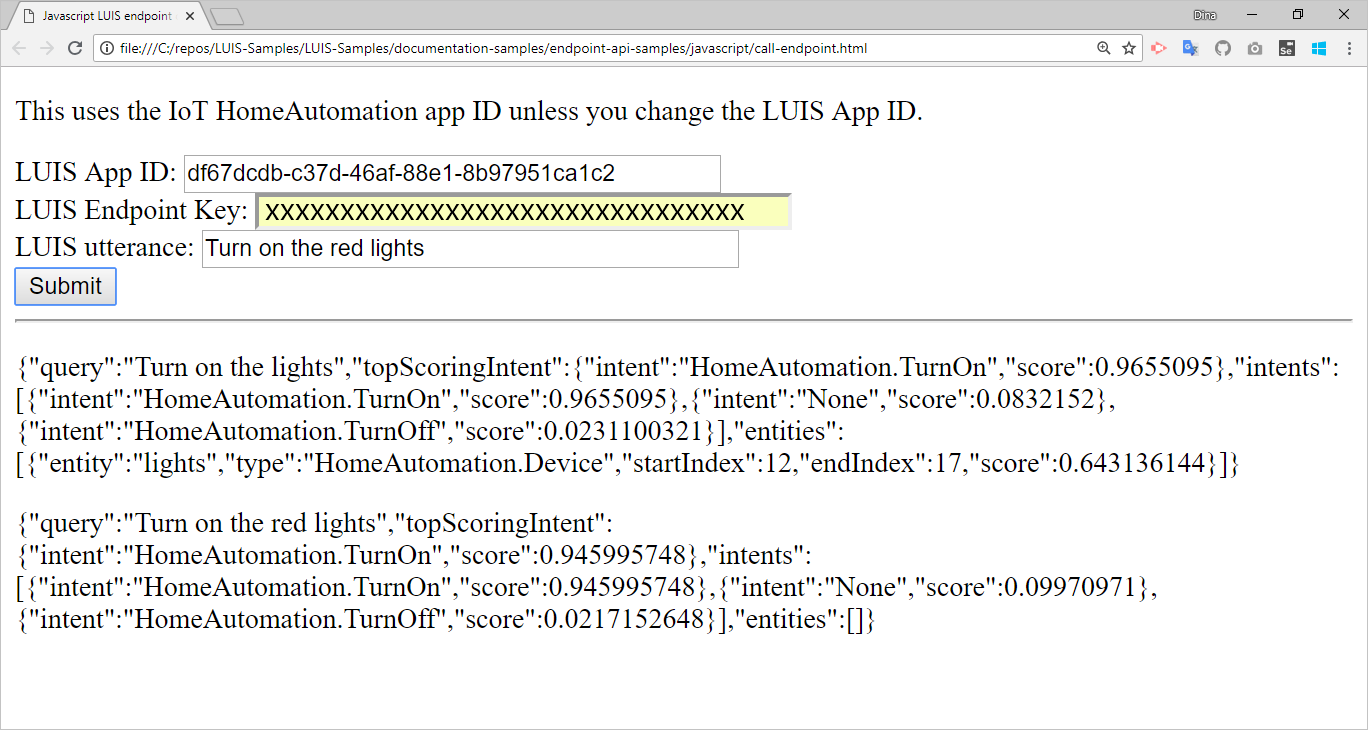 Javascript LUIS endpoint
Dina
file:///C:/repos/LUIS-Samples/LUIS-Samples/documentation-samples/endpoint-api-samples/javascript/call-endpoint.html
Se
This uses the IoT HomeAutomation app ID unless you change the LUIS App ID.
LUIS App ID: df67dcdb-c37d-46af-88e1-8b97951ca1c2
LUIS Endpoint Key: XXXXXXXXXXXXXXXXXXXXXXXXXXXXXXXX
LUIS utterance: Turn on the red lights
Submit
{"query":"Turn on the lights","topScoringIntent":{"intent":"HomeAutomation.TurnOn","score":0.9655095},"intents":
[{"intent":"HomeAutomation.TurnOn","score":0.9655095},{"intent":"None","score":0.0832152},
{"intent":"HomeAutomation.TurnOff","score":0.0231100321}],"entities":
[{"entity":"lights","type":"HomeAutomation.Device","startIndex":12,"endIndex":17,"score":0.643136144}]}
{"query":"Turn on the red lights","topScoringIntent":
{"intent":"HomeAutomation.TurnOn","score":0.945995748},"intents":
[{"intent":"HomeAutomation.TurnOn","score":0.945995748},{"intent":"None","score":0.09970971},
{"intent":"HomeAutomation.TurnOff","score":0.0217152648}],"entities":[]}